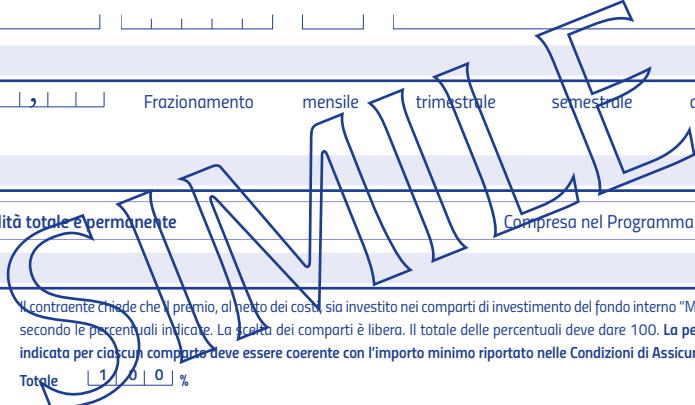 , Frazionamento mensile trimestrale semestrale
lità totale e permanente Compresa nel Programma
Il contraente chiede che il premio, al netto dei costi, sia investito nei comparti di investimento del fondo interno "M
secondo le percentuali indicate. La scelta dei comparti è libera. Il totale delle percentuali deve dare 100. La pe
indicata per ciascun comparto deve essere coerente con l'importo minimo riportato nelle Condizioni di Assicur
Totale 1 0 0 %
SIMILE